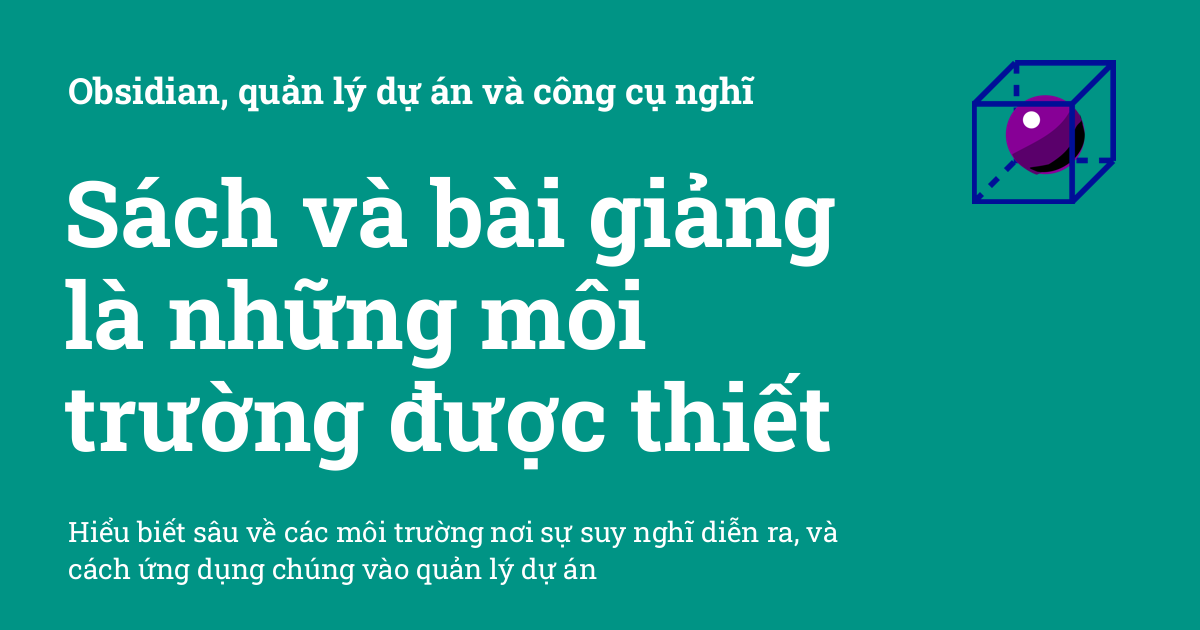 Obsidian, quản lý dự án và công cụ nghĩ
Sách và bài giảng
là những môi
trường được thiết
Hiểu biết sâu về các môi trường nơi sự suy nghĩ diễn ra, và
cách ứng dụng chúng vào quản lý dự án